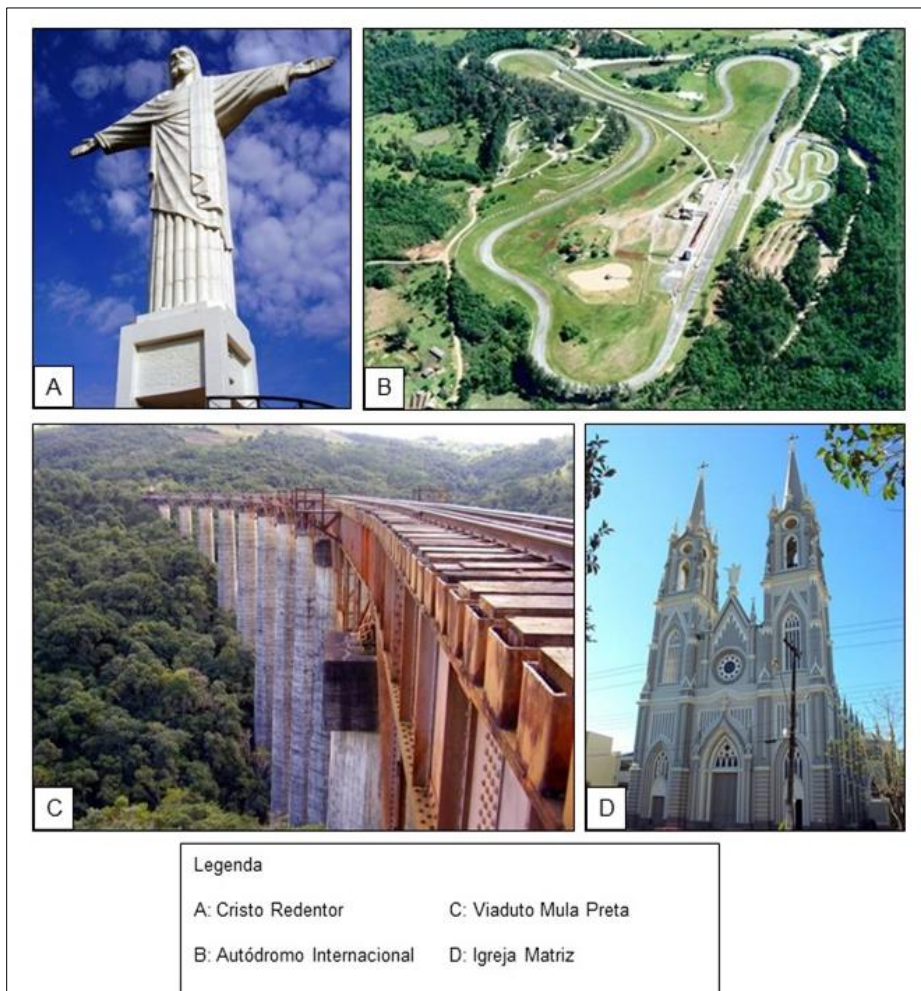 A
B
C
D
Legenda
A: Cristo Redentor
C: Viaduto Mula Preta
B: Autódromo Internacional
D: Igreja Matriz